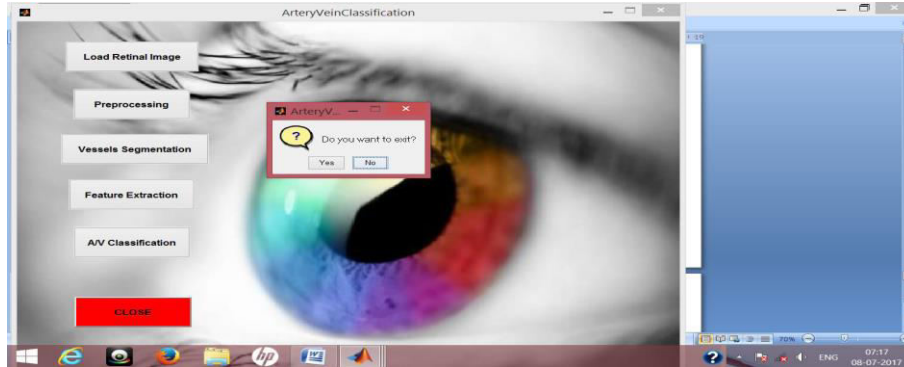 ArteryVeinClassification
Load Retinal Image
Preprocessing
Vessels Segmentation
Feature Extraction
A/V Classification
CLOSE
ArteryV...
?
Do you want to exit?
Yes
No
70%
hp
?
ENG
07:17
08-07-2017